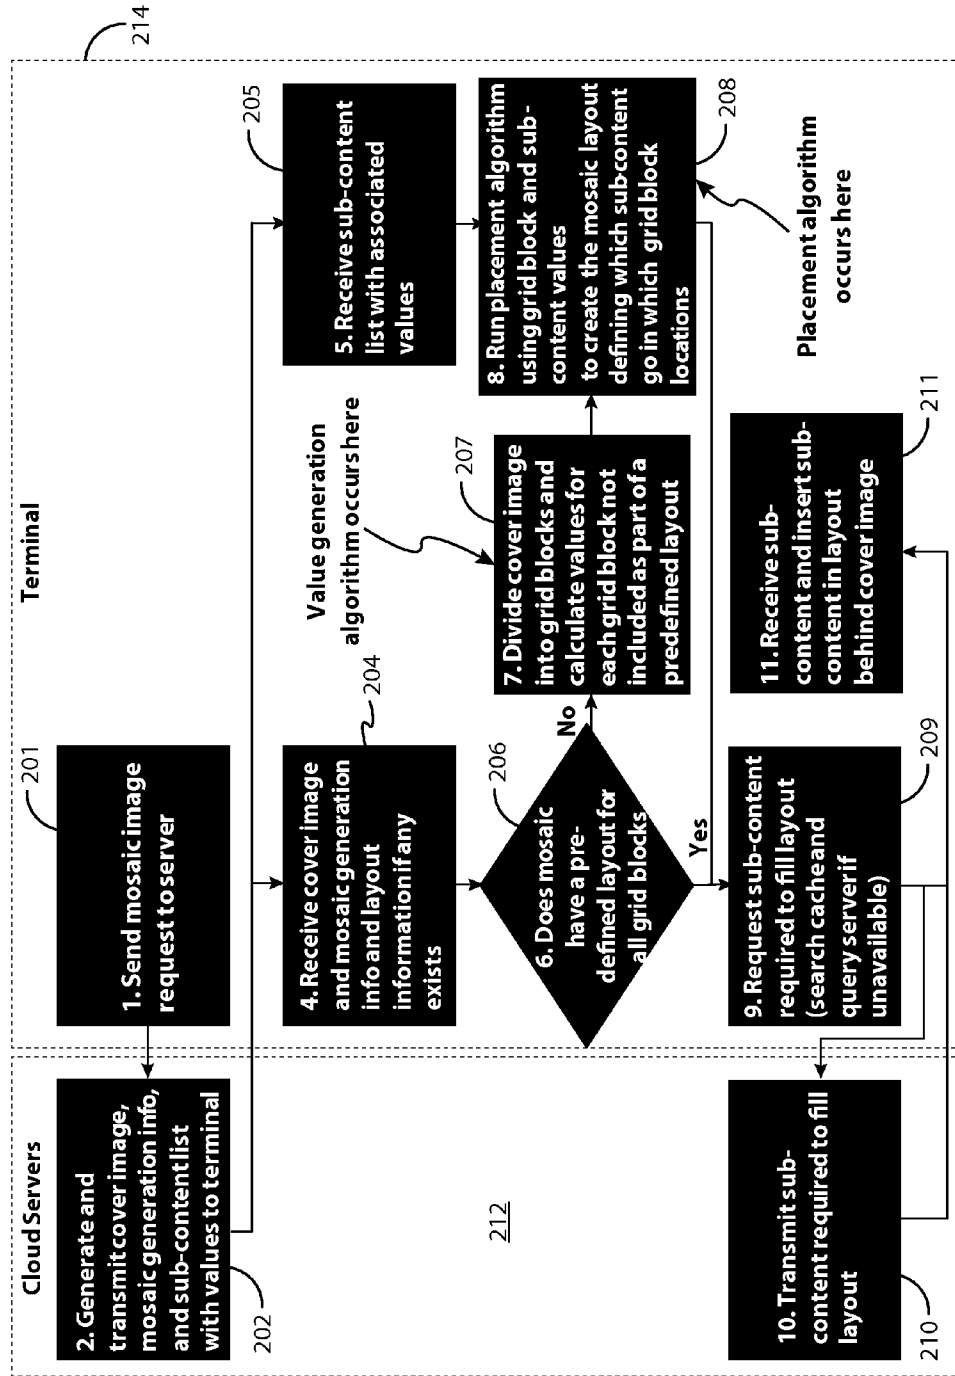 Cloud Servers
Terminal
214
1. Send mosaic image
request to server
201
2. Generate and
transmit cover image,
mosaic generation info,
and sub-content list
with values to terminal
202
4. Receive cover image
and mosaic generation
info and layout
information if any
exists
204
5. Receive sub-content
list with associated
values
205
6. Does mosaic
have a pre-
defined layout for
all grid blocks
206
No
Yes
Value generation
algorithm occurs here
7. Divide cover image
into grid blocks and
calculate values for
each grid block not
included as part of a
predefined layout
207
8. Run placement algorithm
using grid block and sub-
content values
to create the mosaic layout
defining which sub-content
go in which grid block
locations
208
Placement algorithm
occurs here
9. Request sub-content
required to fill layout
(search cacheand
query serverif
unavailable)
209
10. Transmit sub-
content required to fill
layout
210
11. Receive sub-
content and insert sub-
content in layout
behind cover image
211
212